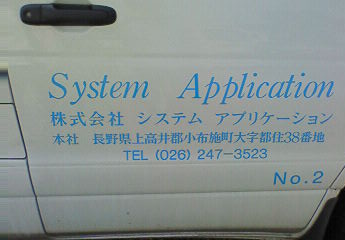 System Application
株式会社 システム アプリケーション
本社 長野県上高井郡小布施町大字都住38番地
TEL (026) 247-3523
No.2